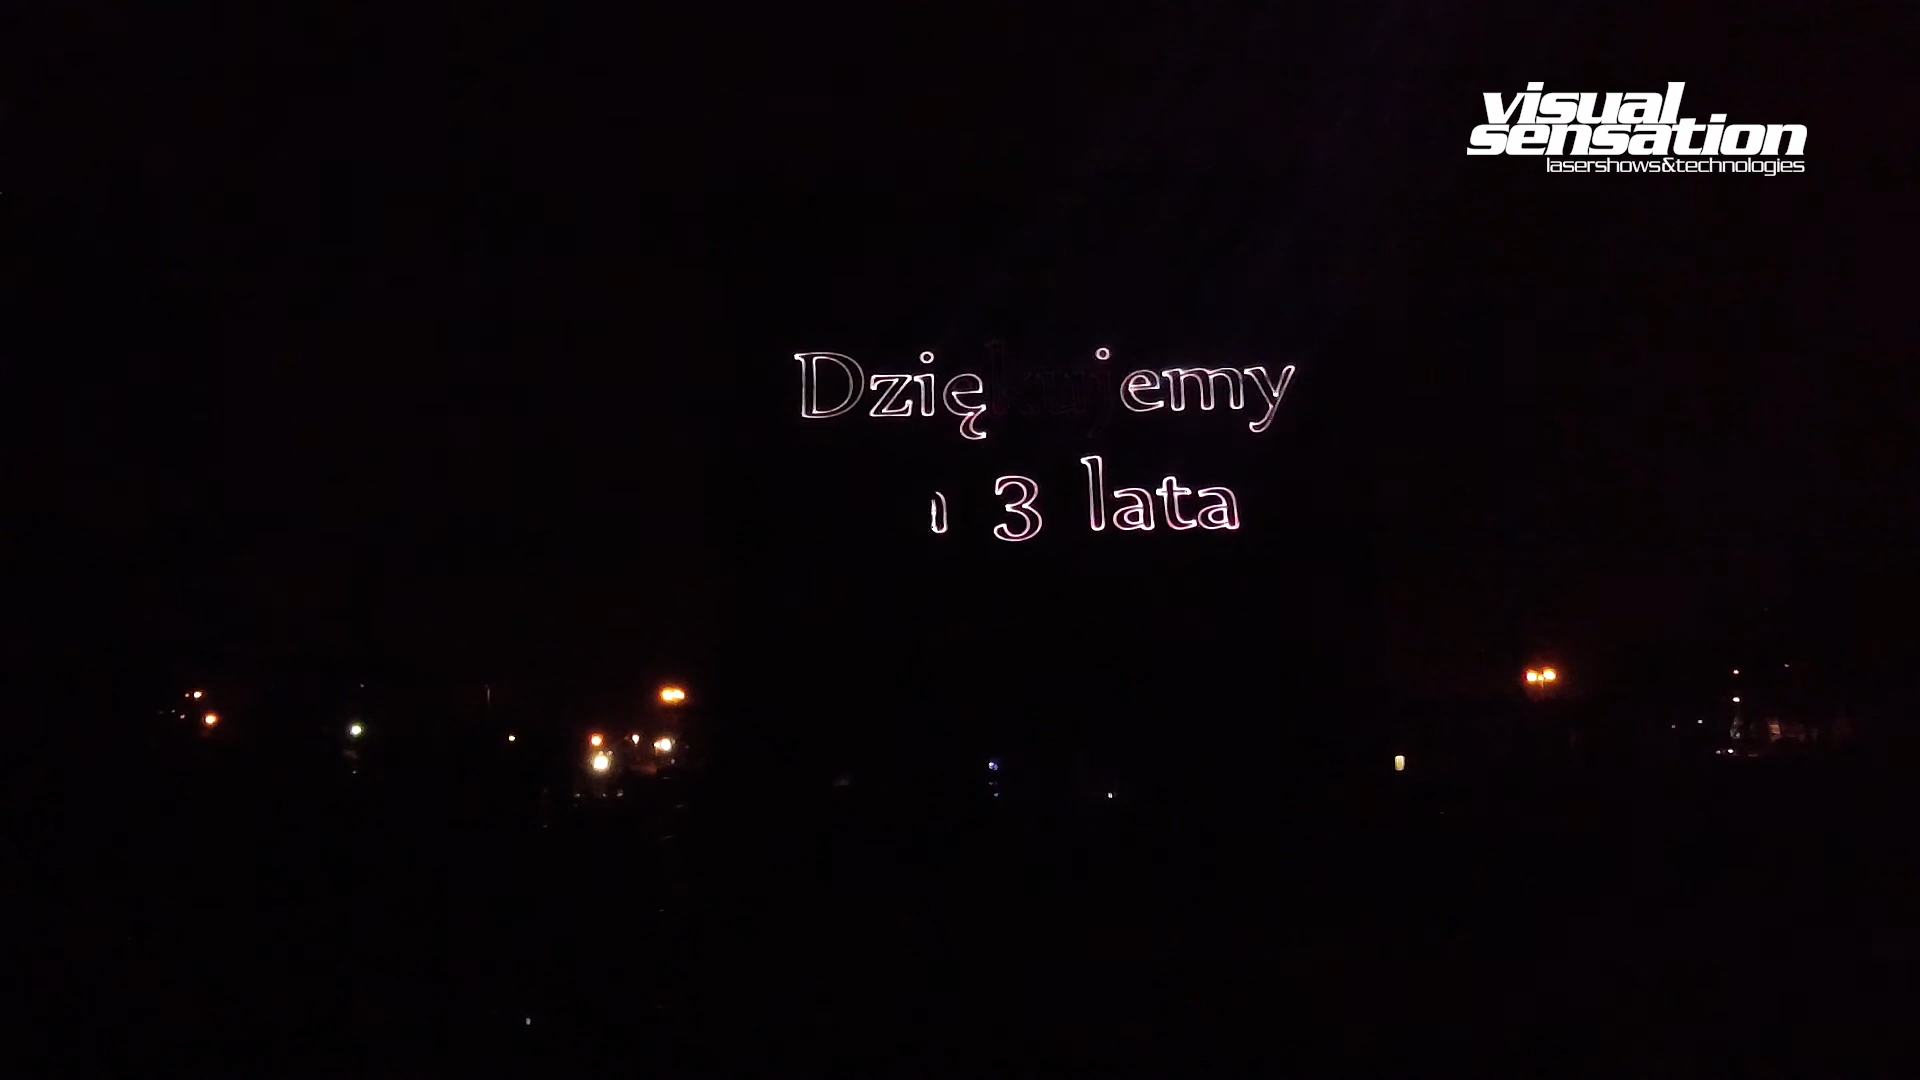 visual
sensation
lasershows&technologies
Dziękujemy
3 lata